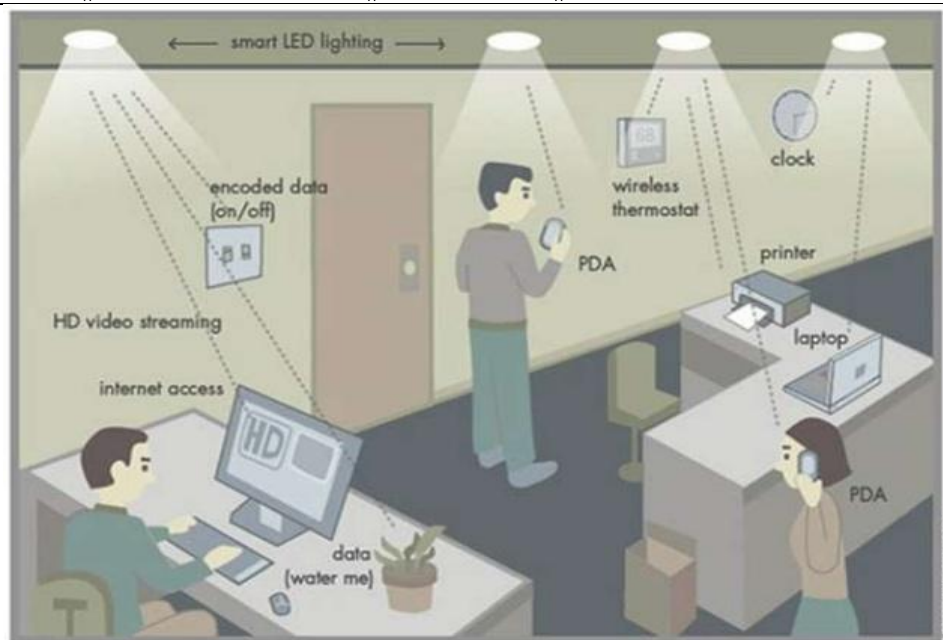 smart LED lighting
68
clock
encoded data
(on/off)
wireless
thermostat
PDA
printer
HD video streaming
laptop
internet access
HD
PDA
data
(water me)